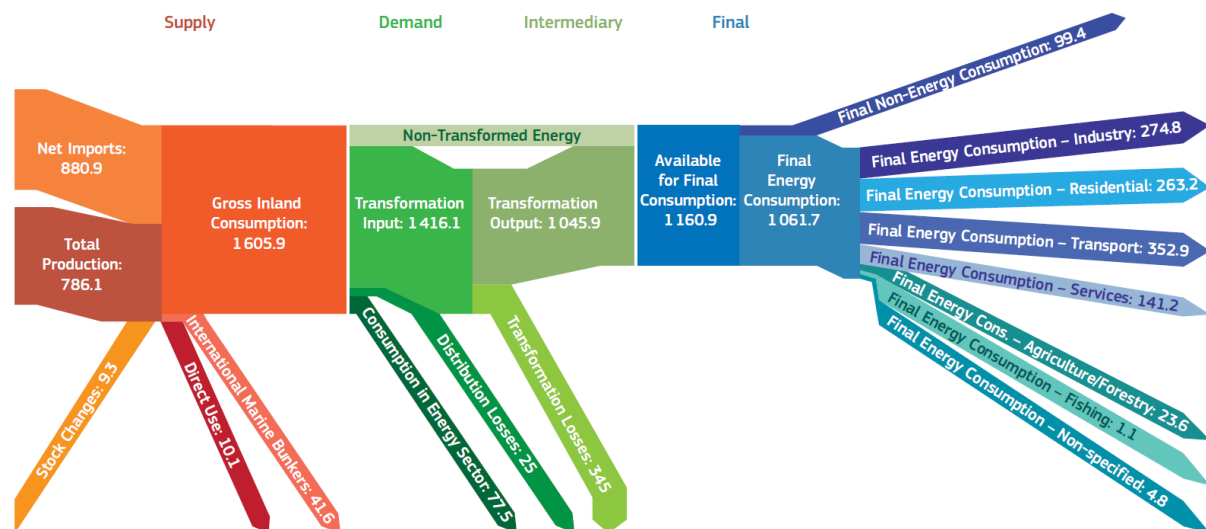 Supply
Demand
Intermediary
Final
Net Imports:
880.9
Total
Production:
786.1
Stock Changes: 9.3
Direct Use: 10.1
International Marine Bunkers: 41.6
Gross Inland
Consumption:
1 605.9
Non-Transformed Energy
Transformation
Input: 1 416.1
Transformation
Output: 1 045.9
Consumption in Energy Sector: 77.5
Distribution Losses: 25
Transformation Losses: 345
Available
for Final
Consumption:
1 160.9
Final
Energy
Consumption:
1 061.7
Final Non-Energy Consumption: 99.4
Final Energy Consumption – Industry: 274.8
Final Energy Consumption – Residential: 263.2
Final Energy Consumption – Transport: 352.9
Final Energy Consumption – Services: 141.2
Final Energy Cons. – Agriculture/Forestry: 23.6
Final Energy Consumption – Fishing: 1.1
Final Energy Consumption – Non-specified: 4.8